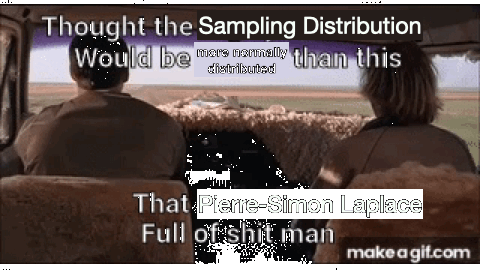 Thought the Sampling Distribution
Would be more normally distributed than this
That Pierre-Simon Laplace
Full of shit man
makeagif.com